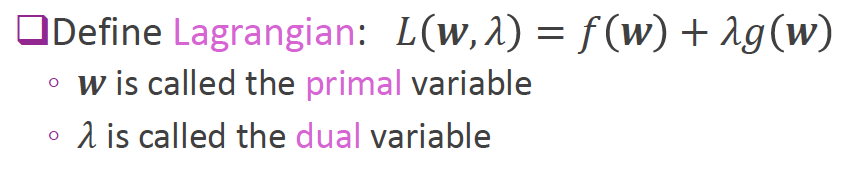 Define Lagrangian: L(w, λ) = f(w) + λg(w)
w is called the primal variable
λ is called the dual variable